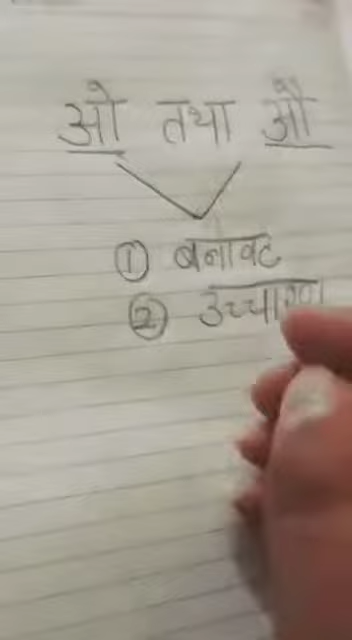 ओ तथा औ
① बनावट
② उच्चारण